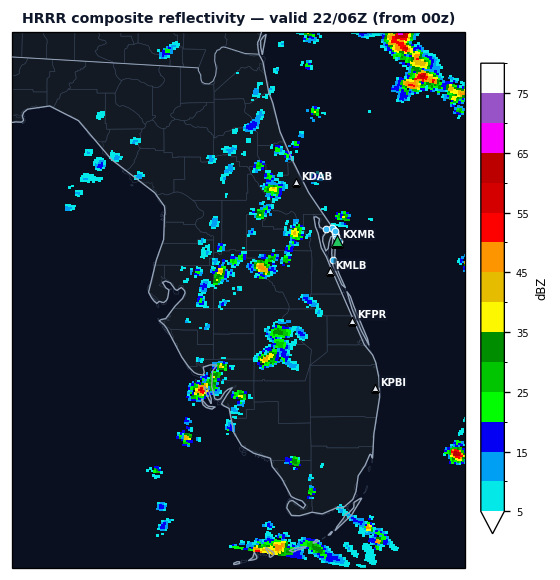 HRRR composite reflectivity — valid 22/06Z (from 00z)
KDAB
KXMR
KMLB
KFPR
KPBI
75
65
55
45
35
25
15
5
dBZ